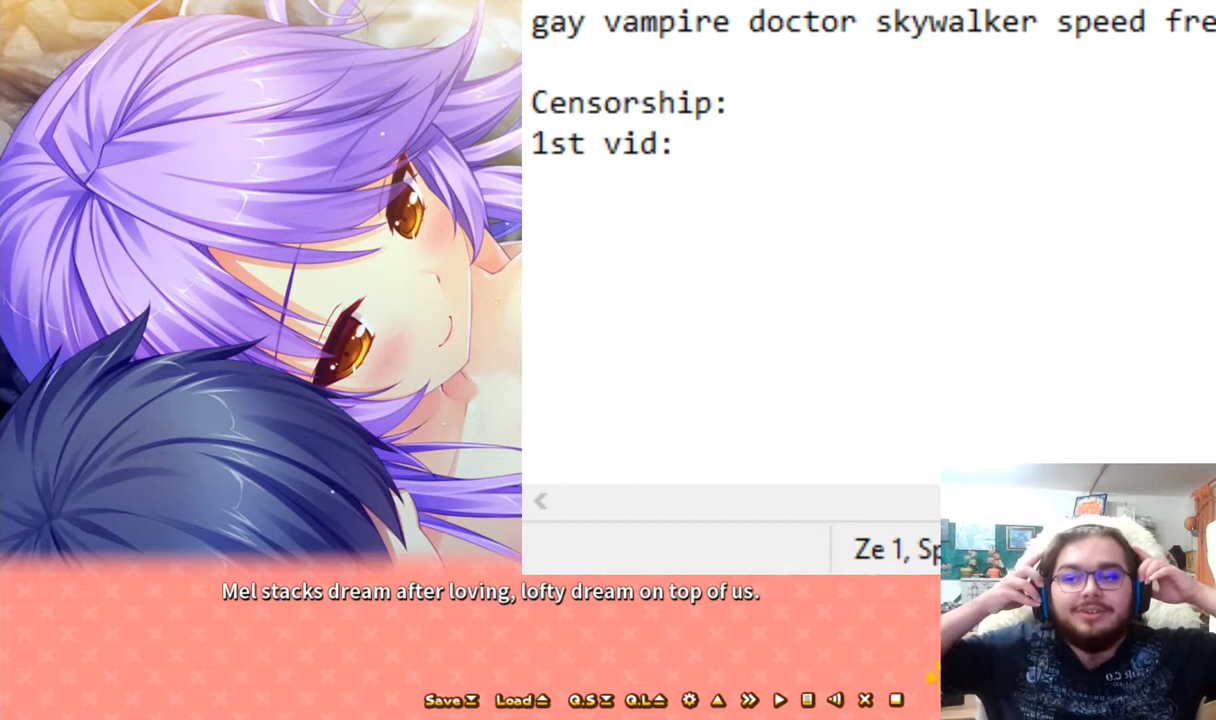 gay vampire doctor skywalker speed fre
Censorship:
1st vid:
Ze 1, Sp
Mel stacks dream after loving, lofty dream on top of us.
Save Load Q.S Q.L